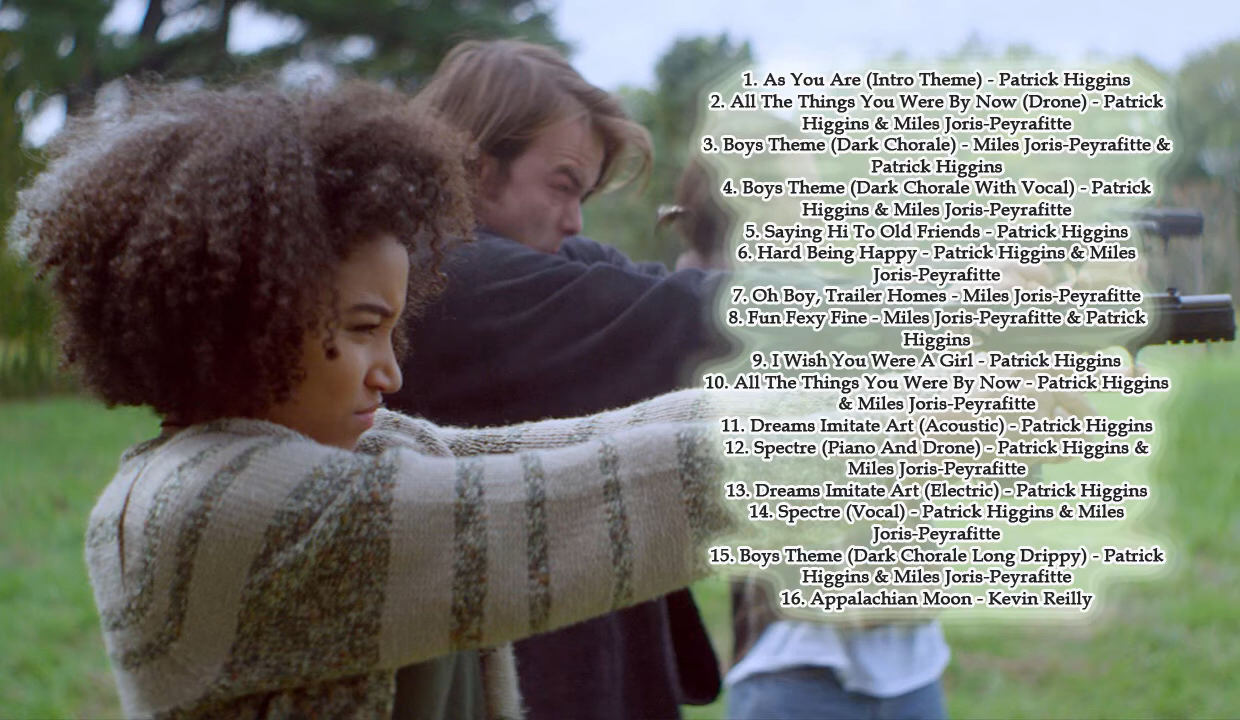 1. As You Are (Intro Theme) - Patrick Higgins
2. All The Things You Were By Now (Drone) - Patrick
Higgins & Miles Joris-Peyrafitte
3. Boys Theme (Dark Chorale) - Miles Joris-Peyrafitte &
Patrick Higgins
4. Boys Theme (Dark Chorale With Vocal) - Patrick
Higgins & Miles Joris-Peyrafitte
5. Saying Hi To Old Friends - Patrick Higgins
6. Hard Being Happy - Patrick Higgins & Miles
Joris-Peyrafitte
7. Oh Boy, Trailer Homes - Miles Joris-Peyrafitte
8. Fun Fexy Fine - Miles Joris-Peyrafitte & Patrick
Higgins
9. I Wish You Were A Girl - Patrick Higgins
10. All The Things You Were By Now - Patrick Higgins
& Miles Joris-Peyrafitte
11. Dreams Imitate Art (Acoustic) - Patrick Higgins
12. Spectre (Piano And Drone) - Patrick Higgins &
Miles Joris-Peyrafitte
13. Dreams Imitate Art (Electric) - Patrick Higgins
14. Spectre (Vocal) - Patrick Higgins & Miles
Joris-Peyrafitte
15. Boys Theme (Dark Chorale Long Drippy) - Patrick
Higgins & Miles Joris-Peyrafitte
16. Appalachian Moon - Kevin Reilly